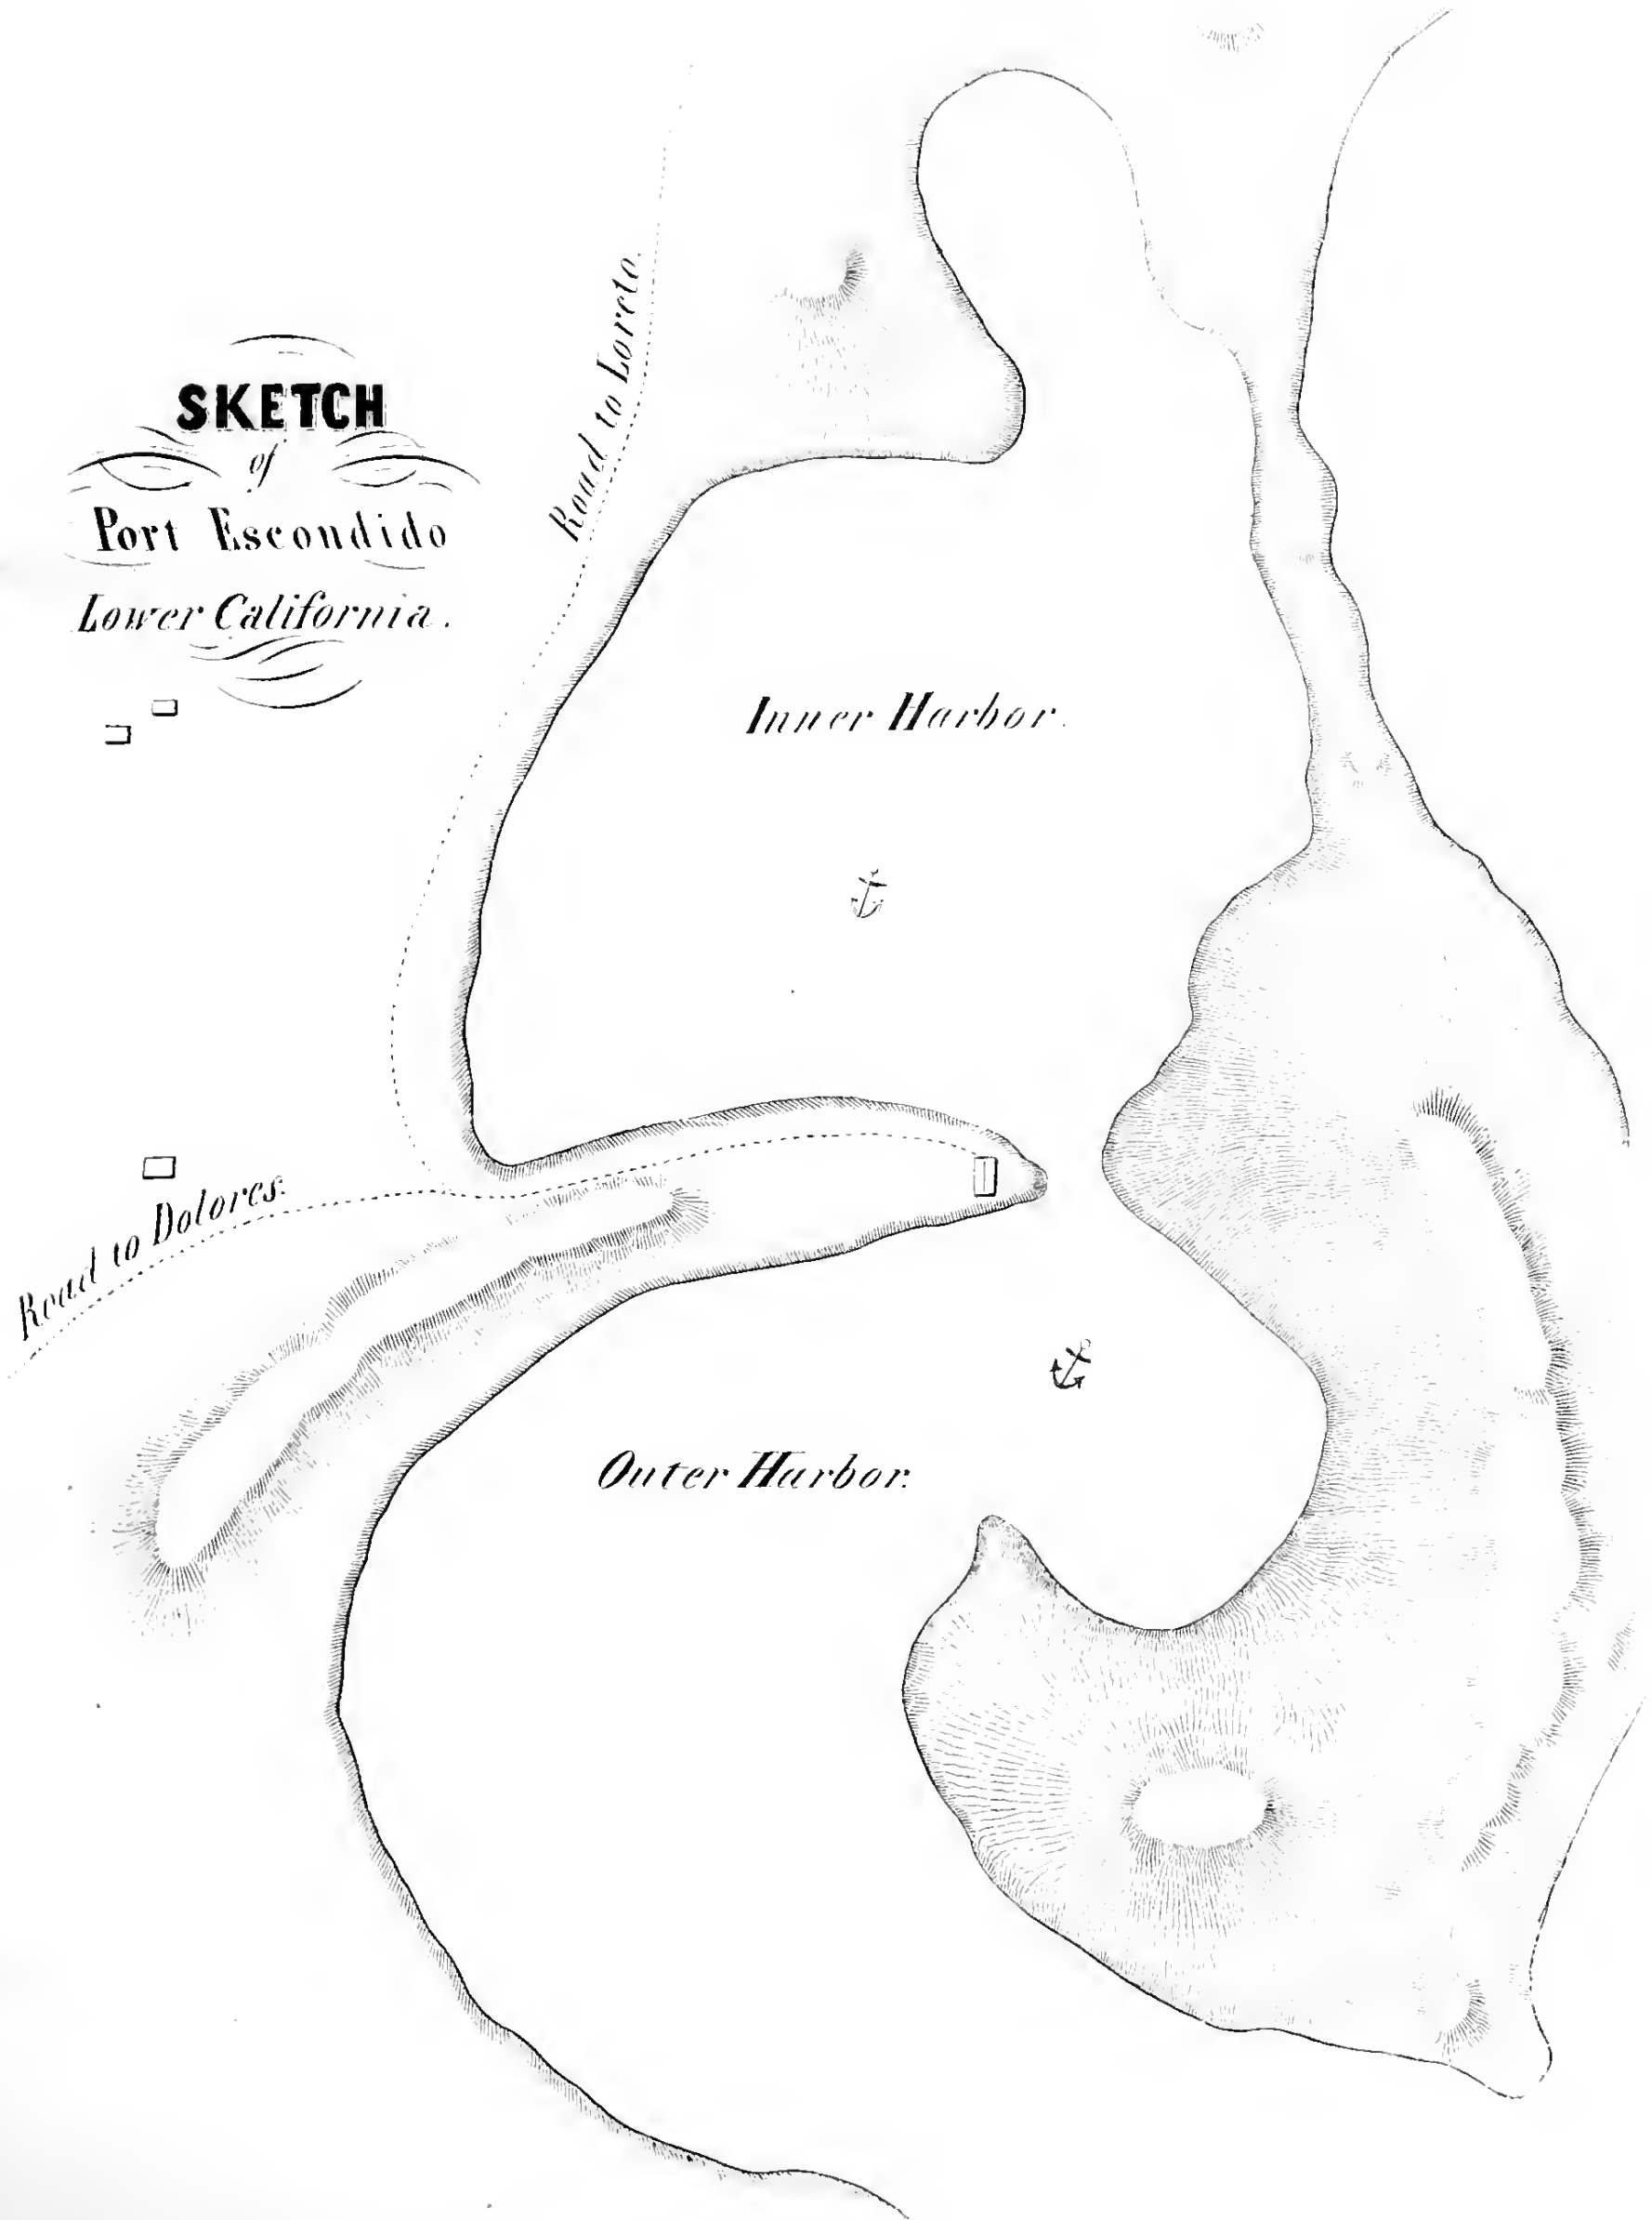 SKETCH
of
Port Escondido
Lower California.
Road to Loreto.
Inner Harbor.
Road to Dolores.
Outer Harbor.